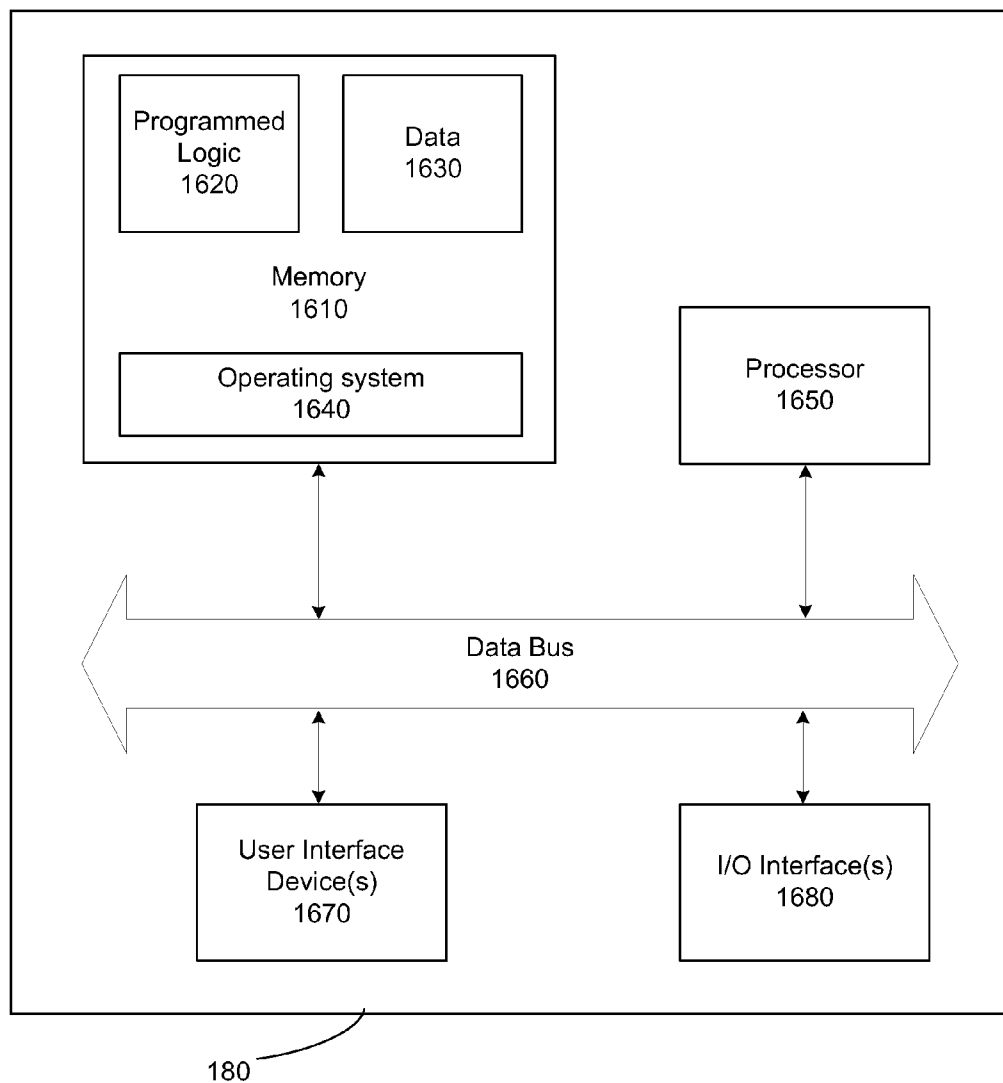 Programmed
Logic
1620
Data
1630
Memory
1610
Operating system
1640
Processor
1650
Data Bus
1660
User Interface
Device(s)
1670
I/O Interface(s)
1680
180